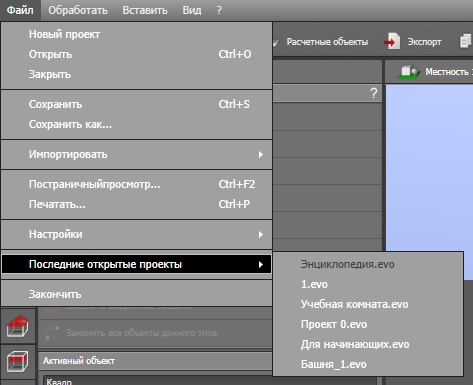 Файл Обработать Вставить Вид ?
Новый проект
Открыть Ctrl+O
Закрыть
Сохранить Ctrl+S
Сохранить как...
Импортировать
Постраничныйпросмотр... Ctrl+F2
Печатать... Ctrl+P
Настройки
Последние открытые проекты
Закончить
Расчетные объекты Экспорт
Местность
?
Энциклопедия.evo
1.evo
Учебная комната.evo
Проект 0.evo
Для начинающих.evo
Башня_1.evo
Заменить все объекты данного типа
Активный объект
Квадр